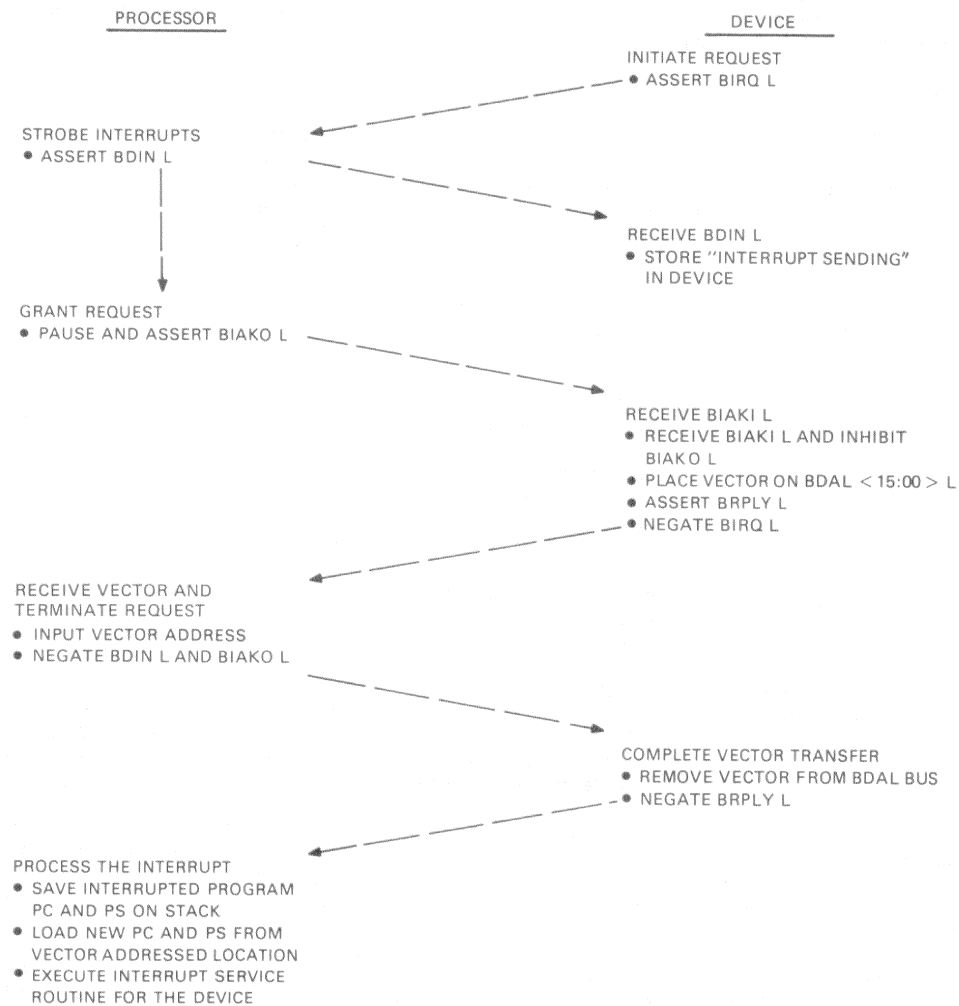 PROCESSOR
DEVICE
INITIATE REQUEST
• ASSERT BIRQ L
STROBE INTERRUPTS
• ASSERT BDIN L
RECEIVE BDIN L
• STORE "INTERRUPT SENDING"
IN DEVICE
GRANT REQUEST
• PAUSE AND ASSERT BIAKO L
RECEIVE BIAKI L
• RECEIVE BIAKI L AND INHIBIT
BIAKO L
• PLACE VECTOR ON BDAL <15:00> L
• ASSERT BRPLY L
• NEGATE BIRQ L
RECEIVE VECTOR AND
TERMINATE REQUEST
• INPUT VECTOR ADDRESS
• NEGATE BDIN L AND BIAKO L
COMPLETE VECTOR TRANSFER
• REMOVE VECTOR FROM BDAL BUS
• NEGATE BRPLY L
PROCESS THE INTERRUPT
• SAVE INTERRUPTED PROGRAM
PC AND PS ON STACK
• LOAD NEW PC AND PS FROM
VECTOR ADDRESSED LOCATION
• EXECUTE INTERRUPT SERVICE
ROUTINE FOR THE DEVICE